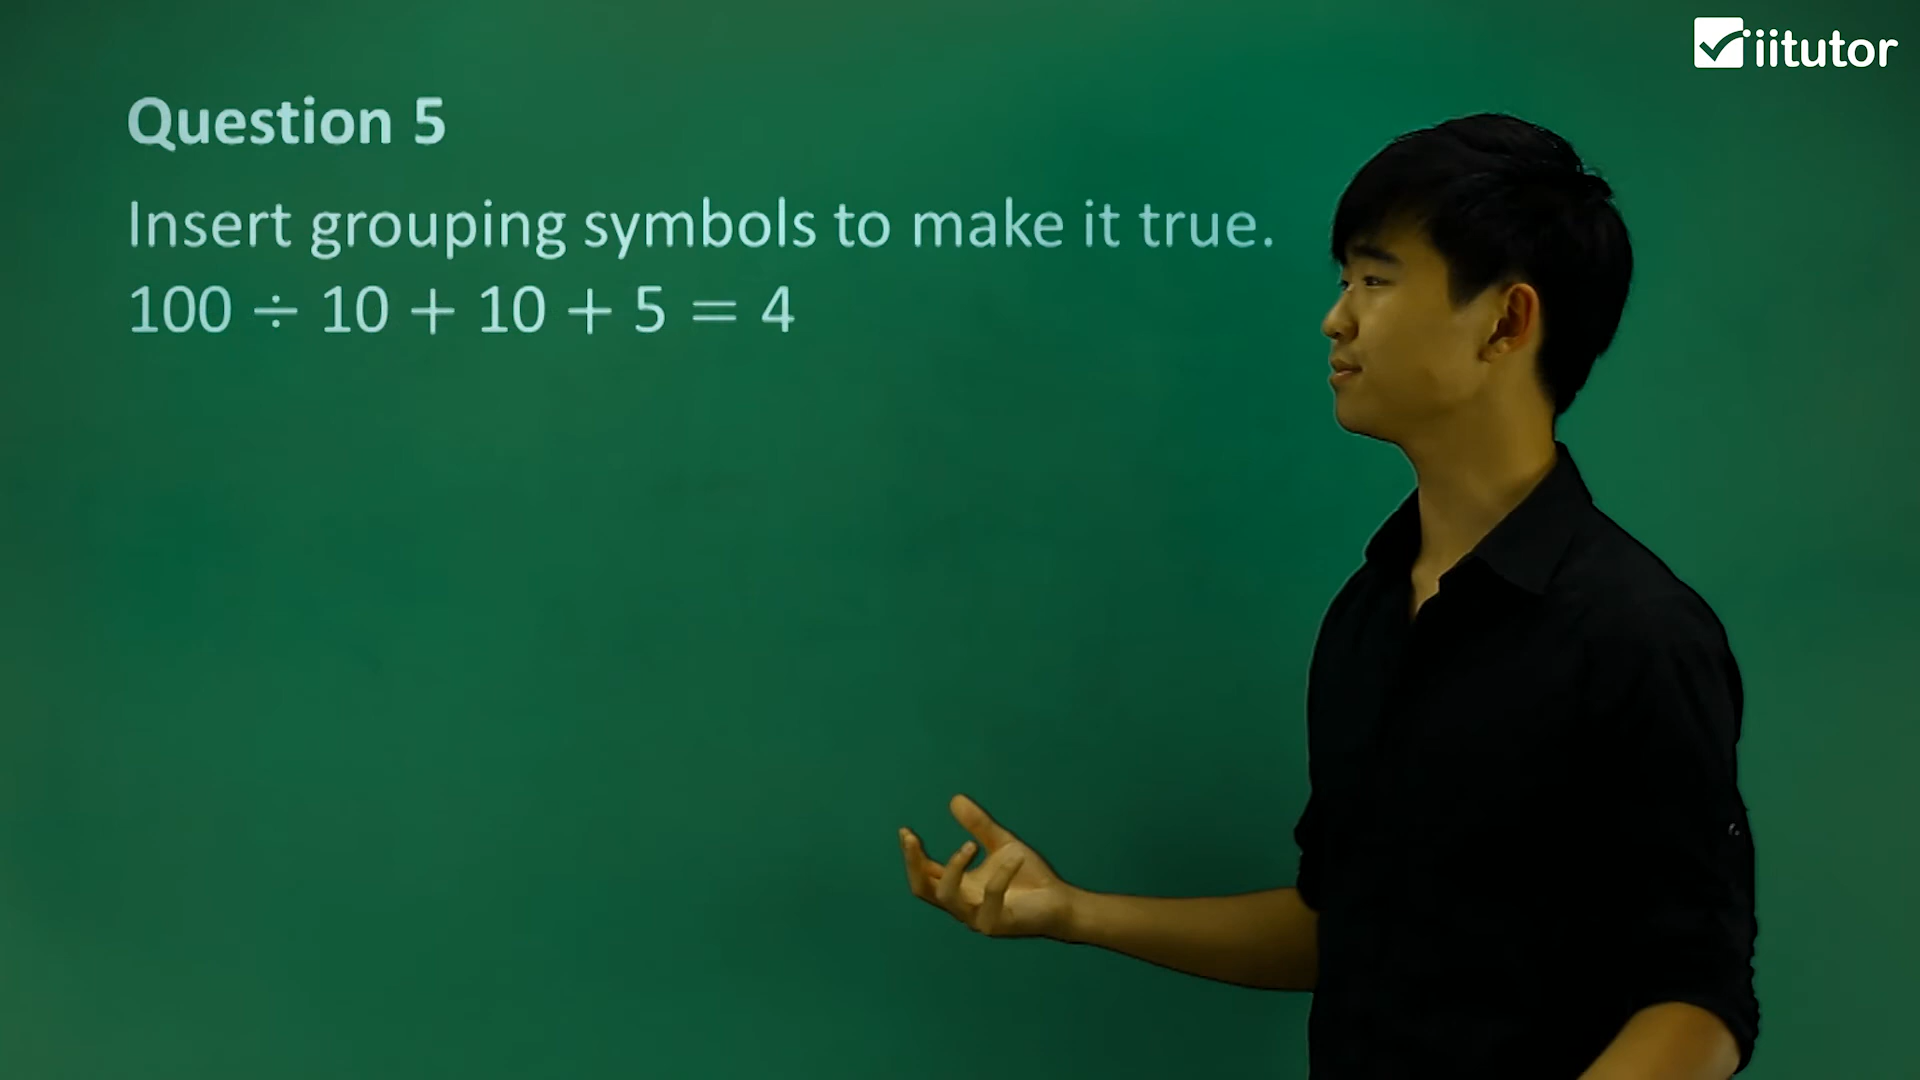 iitutor
Question 5
Insert grouping symbols to make it true.
100 ÷ 10 + 10 + 5 = 4